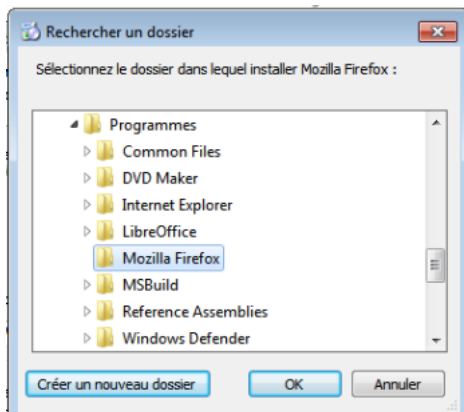 Rechercher un dossier
Sélectionnez le dossier dans lequel installer Mozilla Firefox :
Programmes
Common Files
DVD Maker
Internet Explorer
LibreOffice
Mozilla Firefox
MSBuild
Reference Assemblies
Windows Defender
Créer un nouveau dossier OK Annuler